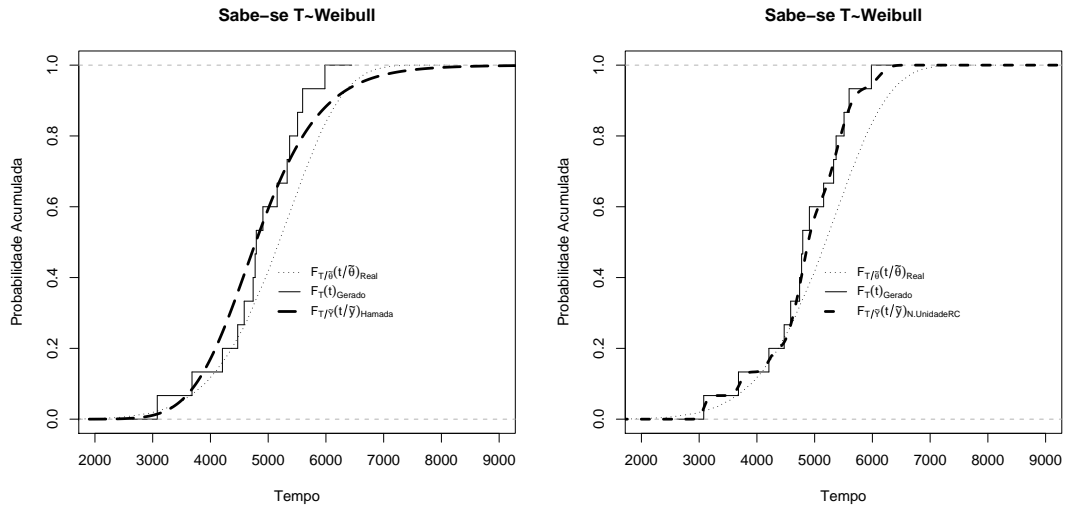 Sabe−se T~Weibull
Probabilidade Acumulada
1.0
0.8
0.6
0.4
0.2
0.0
F_{T/θ̃}(t/θ̃)_{Real}
F_T(t)_{Gerado}
F_{T/Ỹ}(t/ỹ)_{Hamada}
2000 3000 4000 5000 6000 7000 8000 9000
Tempo
Sabe−se T~Weibull
Probabilidade Acumulada
1.0
0.8
0.6
0.4
0.2
0.0
F_{T/θ̃}(t/θ̃)_{Real}
F_T(t)_{Gerado}
F_{T/Ỹ}(t/ỹ)_{N.UnidadeRC}
2000 3000 4000 5000 6000 7000 8000 9000
Tempo